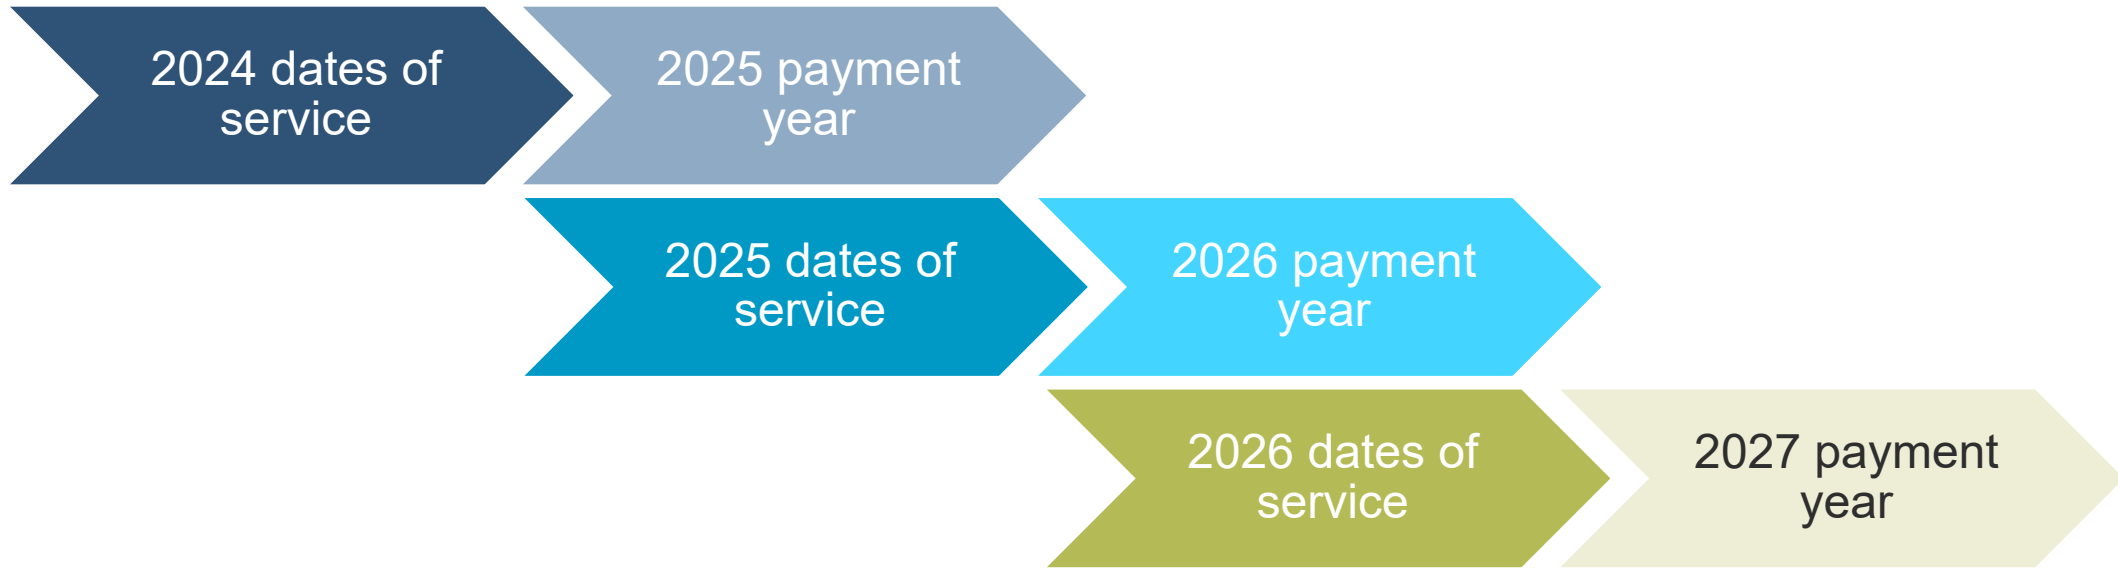 2024 dates of
service
2025 payment
year
2025 dates of
service
2026 payment
year
2026 dates of
service
2027 payment
year